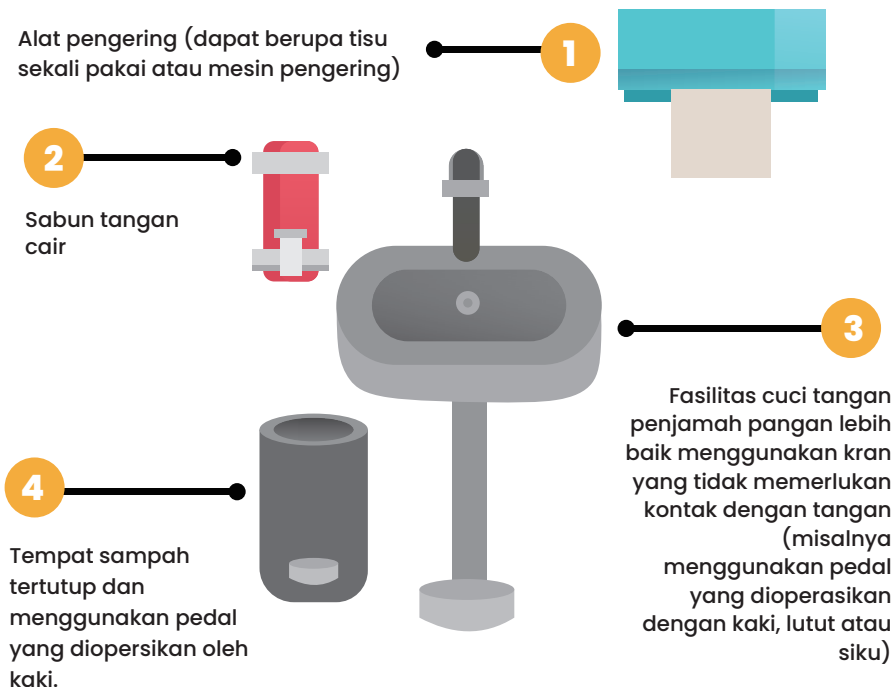 Alat pengering (dapat berupa tisu
sekali pakai atau mesin pengering)
1
2
Sabun tangan
cair
3
Fasilitas cuci tangan
penjamah pangan lebih
baik menggunakan kran
yang tidak memerlukan
kontak dengan tangan
(misalnya
menggunakan pedal
yang dioperasikan
dengan kaki, lutut atau
siku)
4
Tempat sampah
tertutup dan
menggunakan pedal
yang diopersikan oleh
kaki.